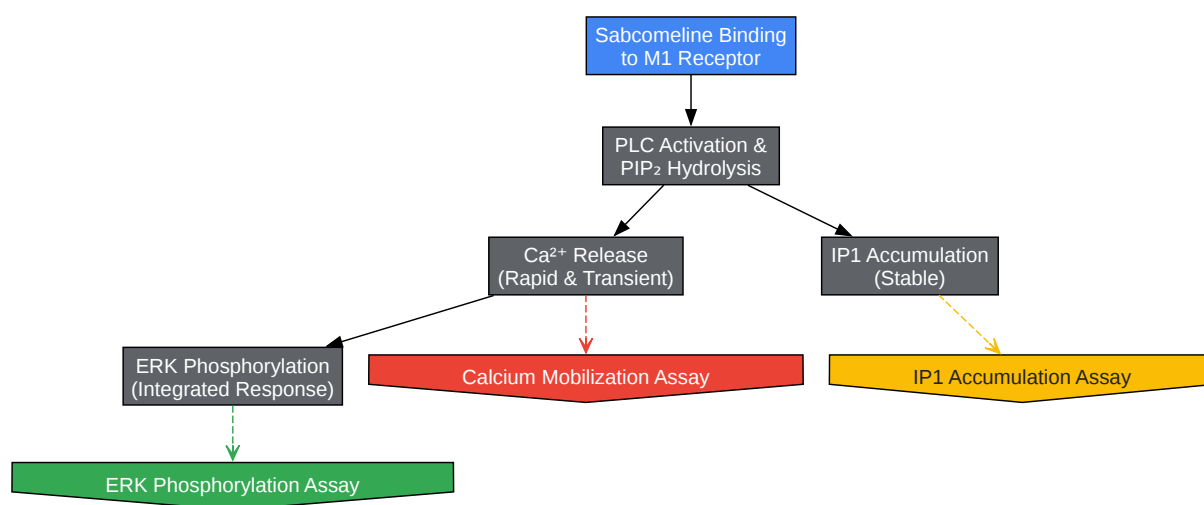 Sabcomeline Binding
to M1 Receptor
PLC Activation &
PIP₂ Hydrolysis
Ca²⁺ Release
(Rapid & Transient)
IP1 Accumulation
(Stable)
ERK Phosphorylation
(Integrated Response)
Calcium Mobilization Assay
IP1 Accumulation Assay
ERK Phosphorylation Assay